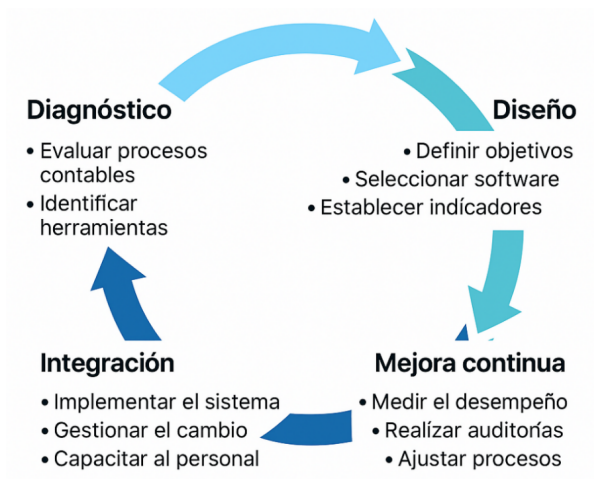 Diagnóstico
• Evaluar procesos
contables
• Identificar
herramientas
Diseño
• Definir objetivos
• Seleccionar software
• Establecer indícadores
Mejora continua
• Medir el desempeño
• Realízar auditorías
• Ajustar procesos
Integración
• Implementar el sistema
• Gestionar el cambio
• Capacitar al personal